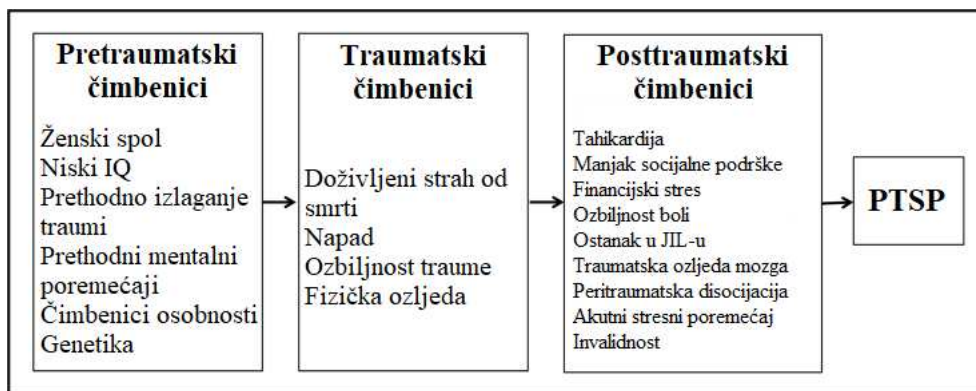 Pretraumatski
čimbenici
Ženski spol
Niski IQ
Prethodno izlaganje
traumi
Prethodni mentalni
poremećaji
Čimbenici osobnosti
Genetika
Traumatski
čimbenici
Doživljeni strah od
smrti
Napad
Ozbiljnost traume
Fizička ozljeda
Posttraumatski
čimbenici
Tahikardija
Manjak socijalne podrške
Financijski stres
Ozbiljnost boli
Ostanak u JIL-u
Traumatska ozljeda mozga
Peritraumatska disocijacija
Akutni stresni poremećaj
Invalidnost
PTSP